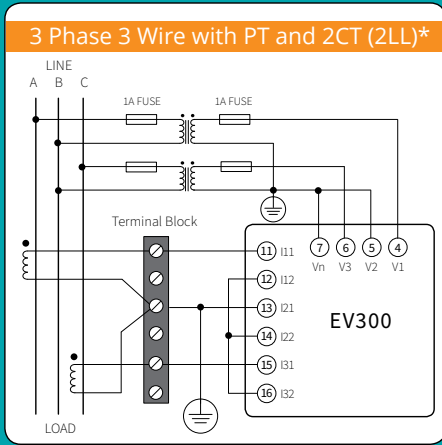 3 Phase 3 Wire with PT and 2CT (2LL)*
LINE
A B C
1A FUSE 1A FUSE
Terminal Block
11 I11 7 6 5 4
Vn V3 V2 V1
12 I12
13 I21
EV300
14 I22
15 I31
16 I32
LOAD